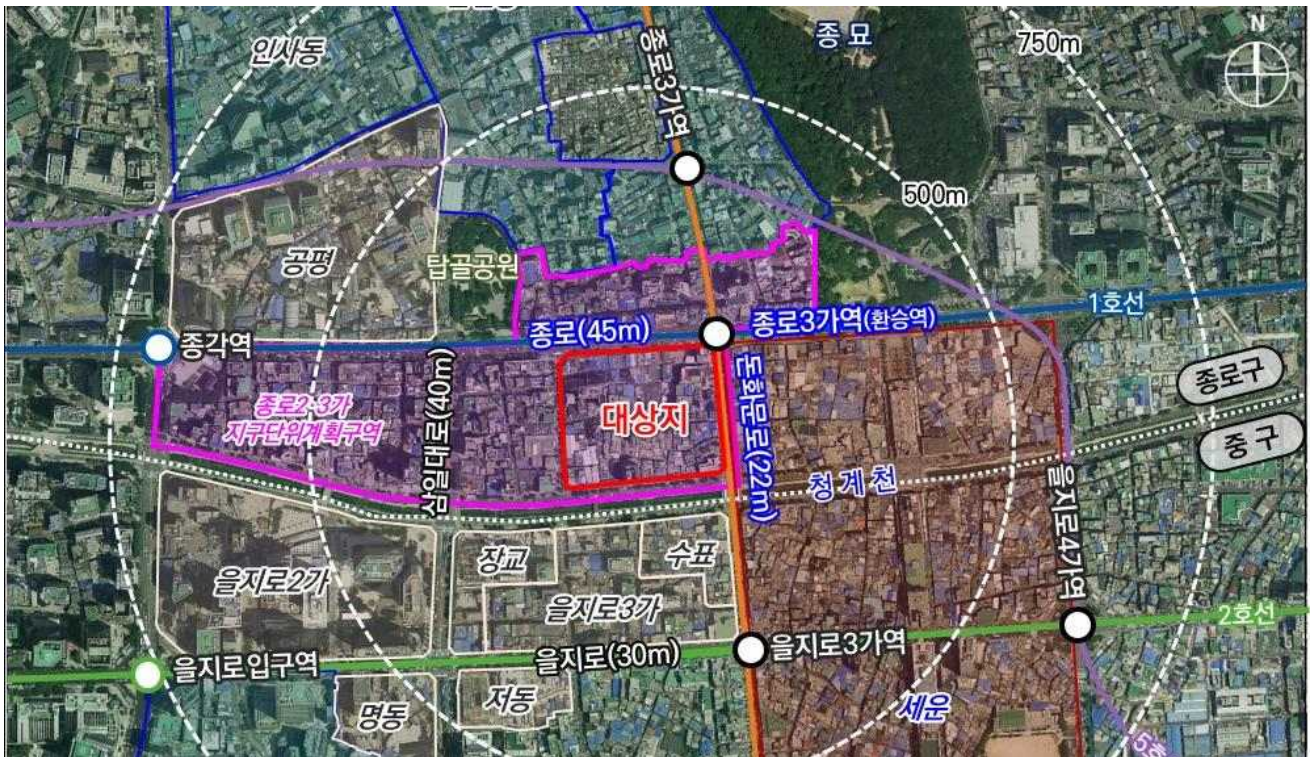 인사동
종로3가역
종묘
750m
N
500m
공평
탑골공원
1호선
종로(45m)
종로3가역(환승역)
종각역
종로2·3가
지구단위계획구역
삼일대로(40m)
대상지
돈화문로(22m)
종로구
중 구
청계천
을지로4가역
을지로2가
장교
수표
을지로3가
2호선
을지로입구역
을지로(30m)
을지로3가역
명동
저동
세운